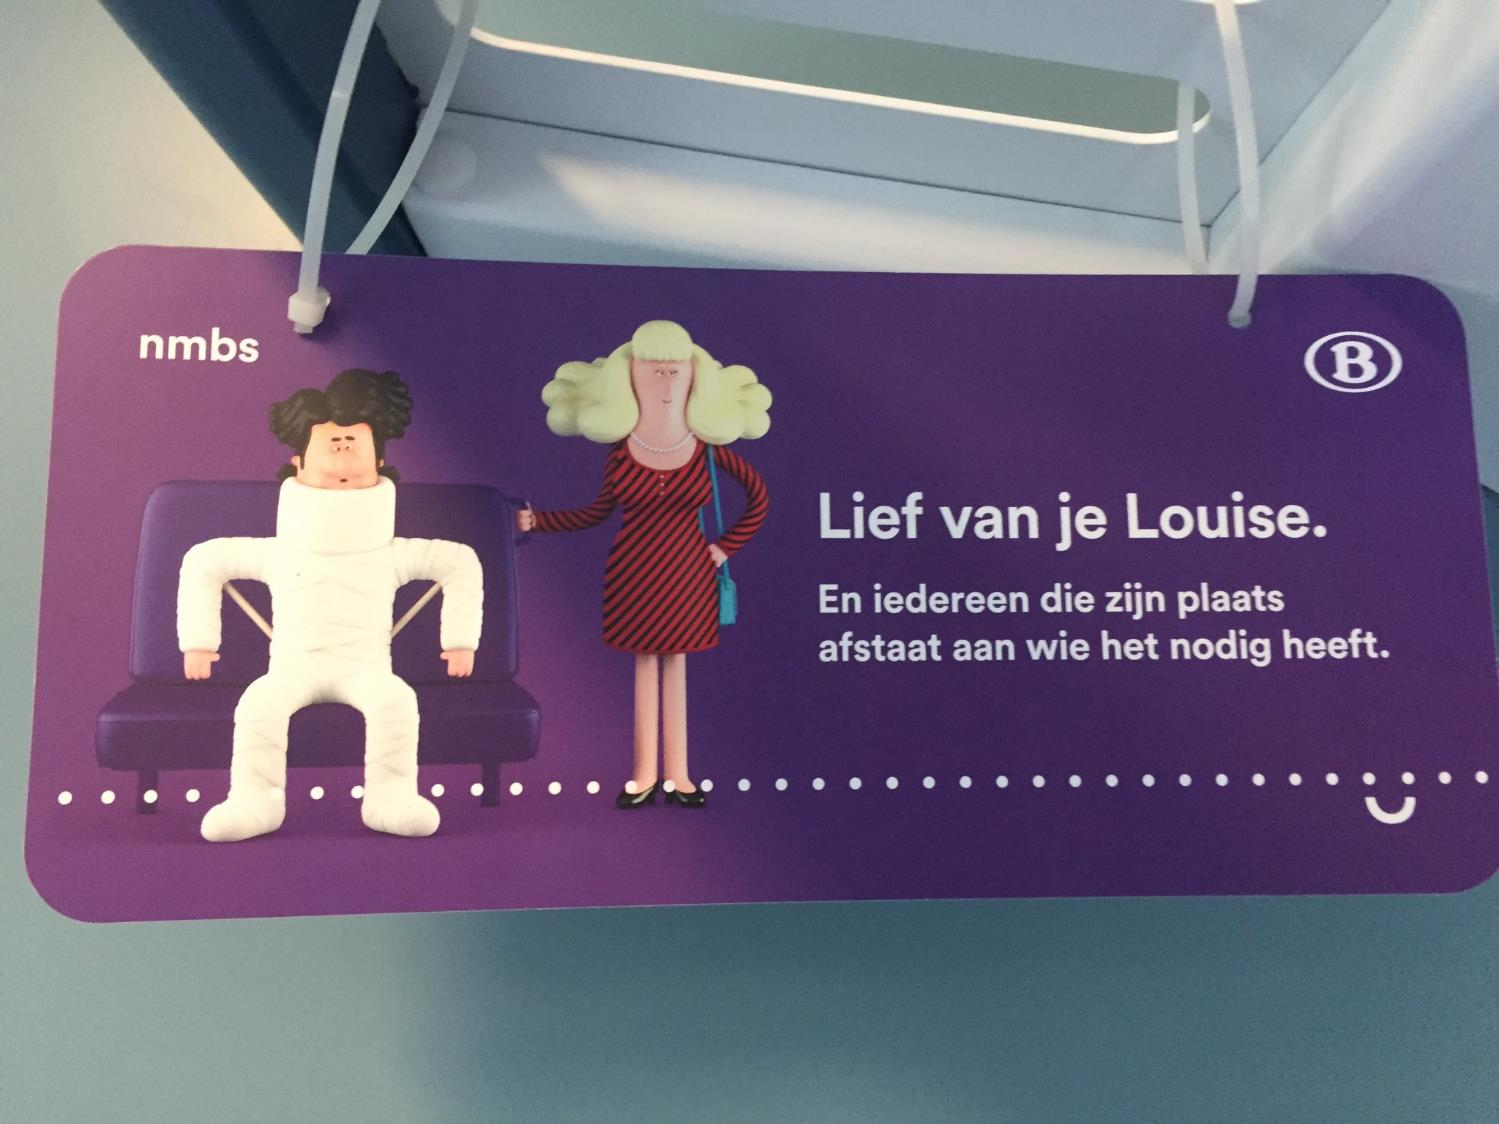 nmbs
B
Lief van je Louise.
En iedereen die zijn plaats
afstaat aan wie het nodig heeft.